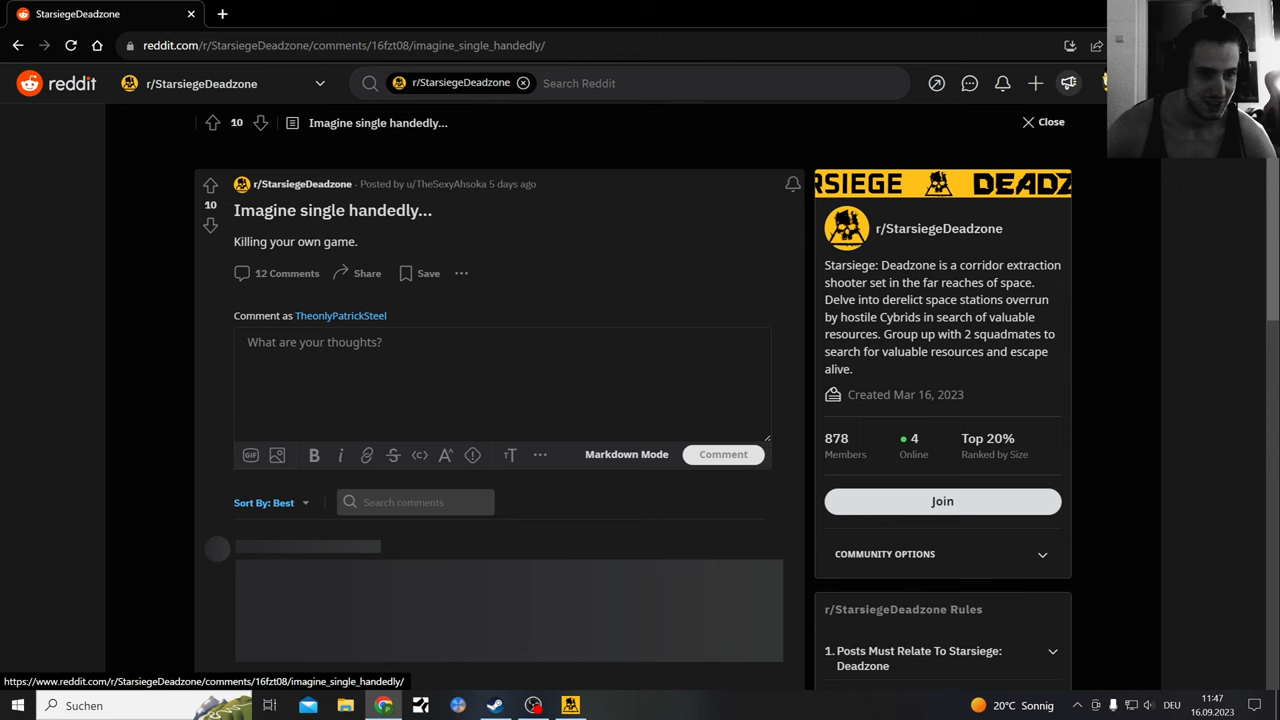 StarsiegeDeadzone
reddit.com/r/StarsiegeDeadzone/comments/16fzt08/imagine_single_handedly/
reddit
r/StarsiegeDeadzone
r/StarsiegeDeadzone
Search Reddit
10
Imagine single handedly...
Close
r/StarsiegeDeadzone · Posted by u/TheSexyAhsoka 5 days ago
10
Imagine single handedly...
Killing your own game.
12 Comments
Share
Save
Comment as TheonlyPatrickSteel
What are your thoughts?
GIF
B
i
A
T
Markdown Mode
Comment
Sort By: Best
Search comments
RSIEGE
DEADZ
r/StarsiegeDeadzone
Starsiege: Deadzone is a corridor extraction
shooter set in the far reaches of space.
Delve into derelict space stations overrun
by hostile Cybrids in search of valuable
resources. Group up with 2 squadmates to
search for valuable resources and escape
alive.
Created Mar 16, 2023
878
Members
4
Online
Top 20%
Ranked by Size
Join
COMMUNITY OPTIONS
r/StarsiegeDeadzone Rules
1. Posts Must Relate To Starsiege:
Deadzone
https://www.reddit.com/r/StarsiegeDeadzone/comments/16fzt08/imagine_single_handedly/
Suchen
20°C Sonnig
DEU
11:47
16.09.2023